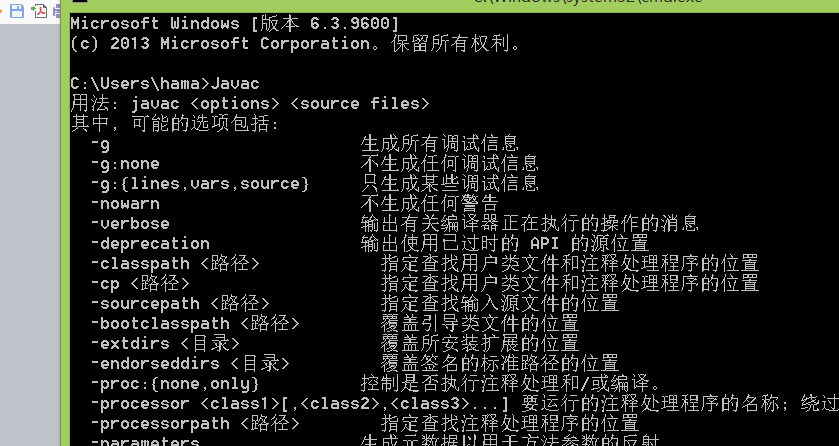 C:\Windows\system32\cmd.exe
Microsoft Windows [版本 6.3.9600]
(c) 2013 Microsoft Corporation。保留所有权利。
C:\Users\hama>Javac
用法: javac <options> <source files>
其中, 可能的选项包括:
-g 生成所有调试信息
-g:none 不生成任何调试信息
-g:{lines,vars,source} 只生成某些调试信息
-nowarn 不生成任何警告
-verbose 输出有关编译器正在执行的操作的消息
-deprecation 输出使用已过时的 API 的源位置
-classpath <路径> 指定查找用户类文件和注释处理程序的位置
-cp <路径> 指定查找用户类文件和注释处理程序的位置
-sourcepath <路径> 指定查找输入源文件的位置
-bootclasspath <路径> 覆盖引导类文件的位置
-extdirs <目录> 覆盖所安装扩展的位置
-endorseddirs <目录> 覆盖签名的标准路径的位置
-proc:{none,only} 控制是否执行注释处理和/或编译。
-processor <class1>[,<class2>,<class3>...] 要运行的注释处理程序的名称; 绕过
-processorpath <路径> 指定查找注释处理程序的位置
-parameters 生成元数据以用于方法参数的反射